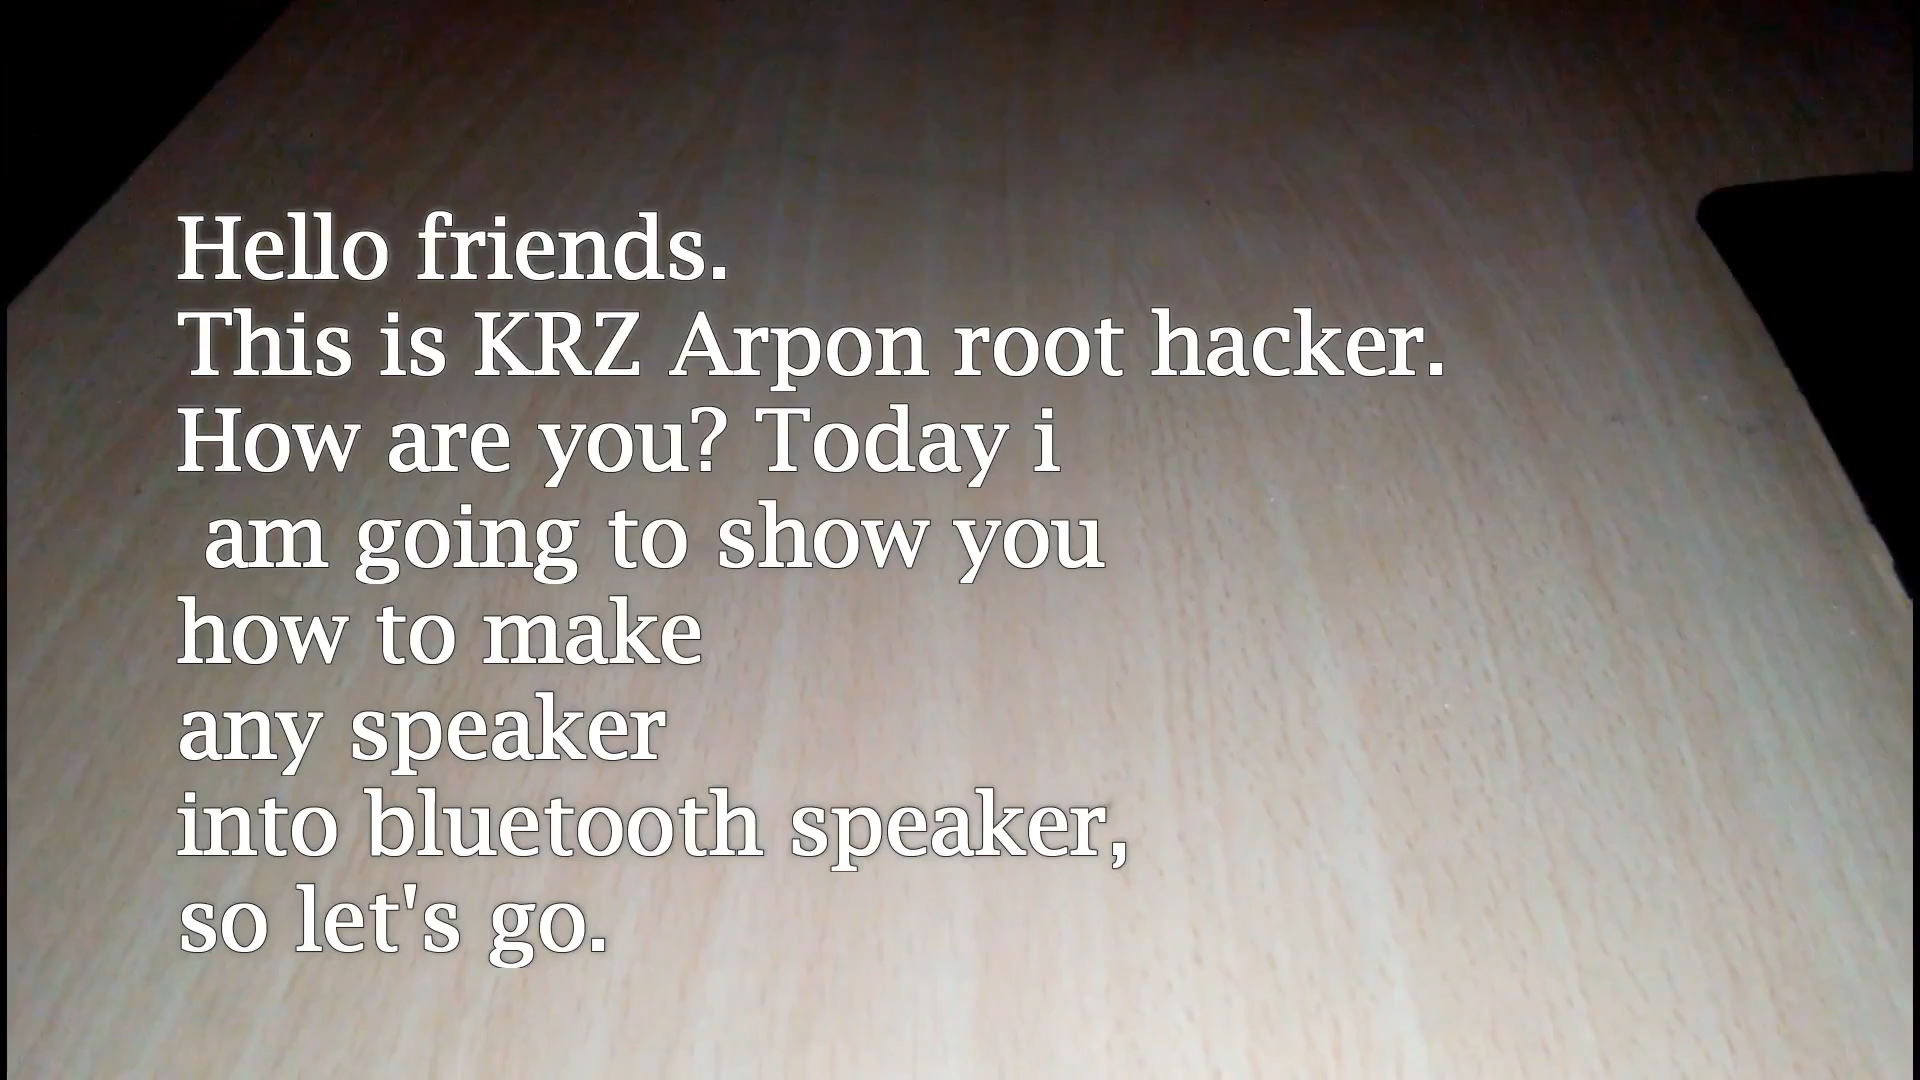 Hello friends.
This is KRZ Arpon root hacker.
How are you? Today i
am going to show you
how to make
any speaker
into bluetooth speaker,
so let's go.